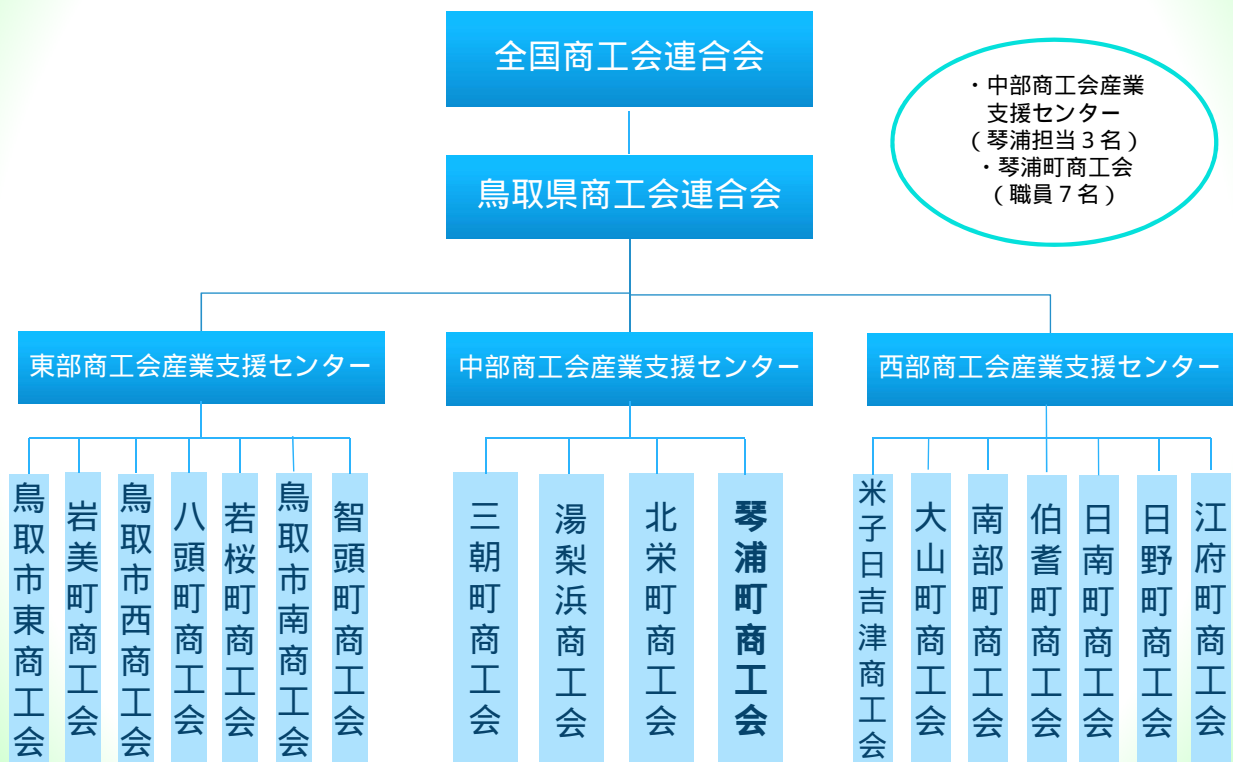 全国商工会連合会
・中部商工会産業
支援センター
(琴浦担当３名)
・琴浦町商工会
(職員７名)
鳥取県商工会連合会
東部商工会産業支援センター
中部商工会産業支援センター
西部商工会産業支援センター
鳥取市東商工会
岩美町商工会
鳥取市西商工会
八頭町商工会
若桜町商工会
鳥取市南商工会
智頭町商工会
三朝町商工会
湯梨浜商工会
北栄町商工会
琴浦町商工会
米子日吉津商工会
大山町商工会
南部町商工会
伯耆町商工会
日南町商工会
日野町商工会
江府町商工会